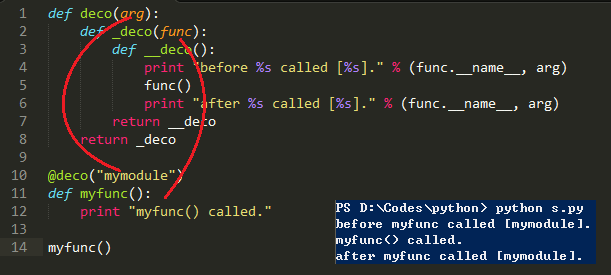 1 def deco(arg):
2     def _deco(func):
3         def __deco():
4             print "before %s called [%s]." % (func.__name__, arg)
5             func()
6             print "after %s called [%s]." % (func.__name__, arg)
7         return __deco
8     return _deco
9
10 @deco("mymodule")
11 def myfunc():
12     print "myfunc() called."
13
14 myfunc()
PS D:\Codes\python> python s.py
before myfunc called [mymodule].
myfunc() called.
after myfunc called [mymodule].